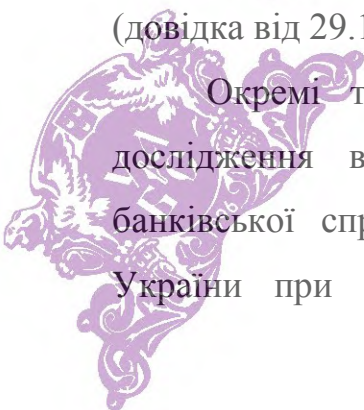 (довідка від 29.1
Окремі т
дослідження в
банківської спр
України при